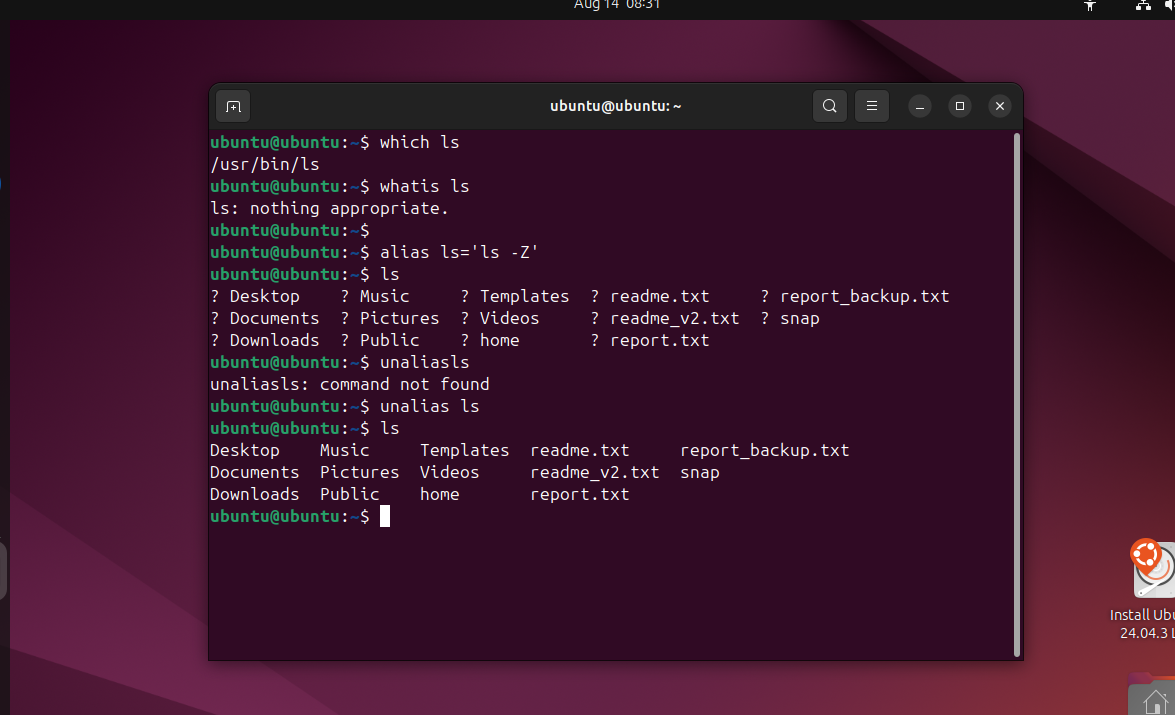 Aug 14 08:31
ubuntu@ubuntu: ~
ubuntu@ubuntu:~$ which ls
/usr/bin/ls
ubuntu@ubuntu:~$ whatis ls
ls: nothing appropriate.
ubuntu@ubuntu:~$
ubuntu@ubuntu:~$ alias ls='ls -Z'
ubuntu@ubuntu:~$ ls
? Desktop ? Music ? Templates ? readme.txt ? report_backup.txt
? Documents ? Pictures ? Videos ? readme_v2.txt ? snap
? Downloads ? Public ? home ? report.txt
ubuntu@ubuntu:~$ unaliasls
unaliasls: command not found
ubuntu@ubuntu:~$ unalias ls
ubuntu@ubuntu:~$ ls
Desktop Music Templates readme.txt report_backup.txt
Documents Pictures Videos readme_v2.txt snap
Downloads Public home report.txt
ubuntu@ubuntu:~$
Install Ubu
24.04.3 L